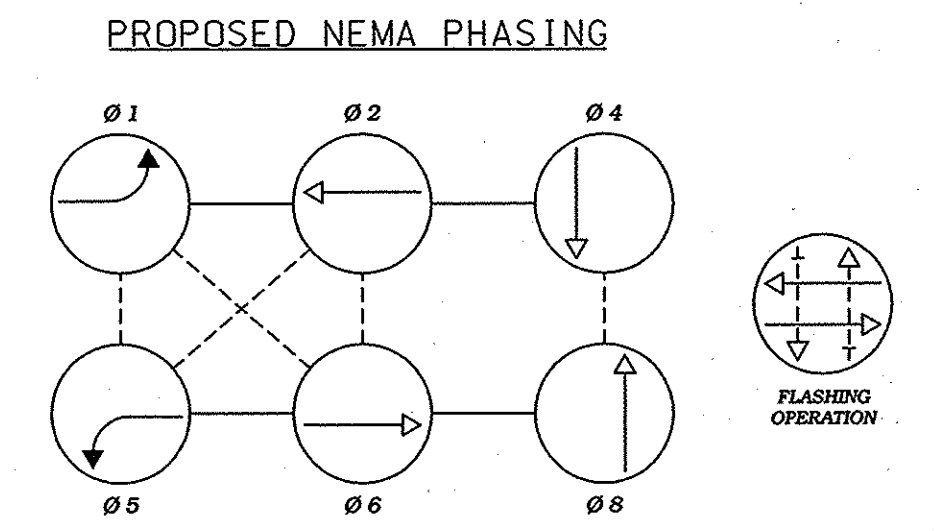 PROPOSED NEMA PHASING
Ø1 Ø2 Ø4
FLASHING
OPERATION
Ø5 Ø6 Ø8